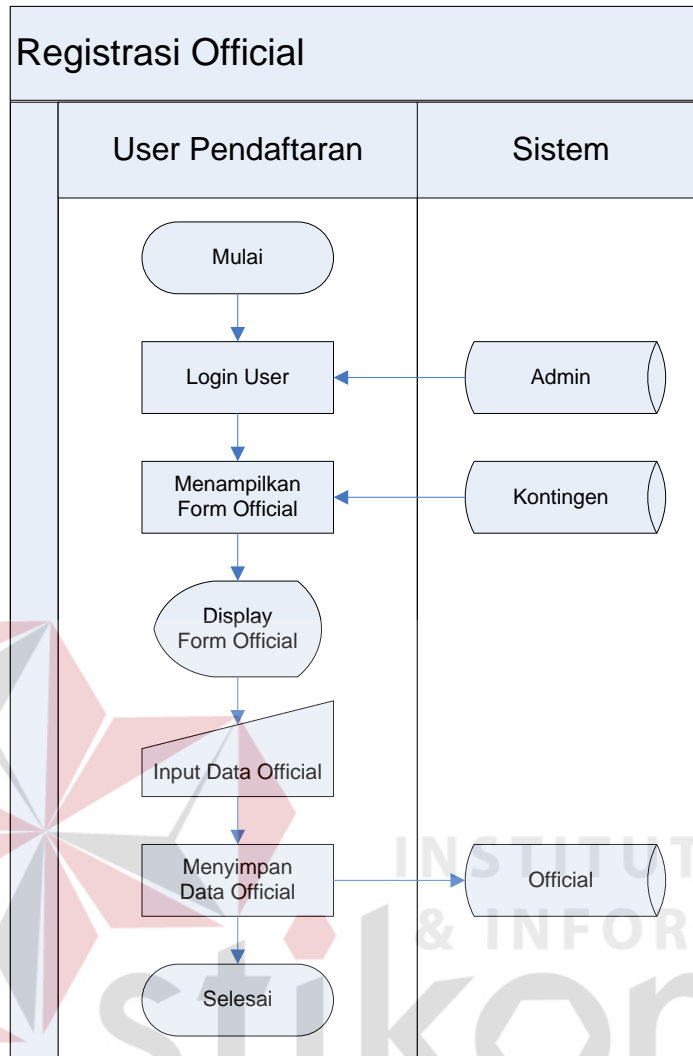 Registrasi Official
User Pendaftaran
Sistem
Mulai
Login User
Admin
Menampilkan
Form Official
Kontingen
Display
Form Official
Input Data Official
Menyimpan
Data Official
Official
Selesai
INSTITUT
& INFOR
stikom